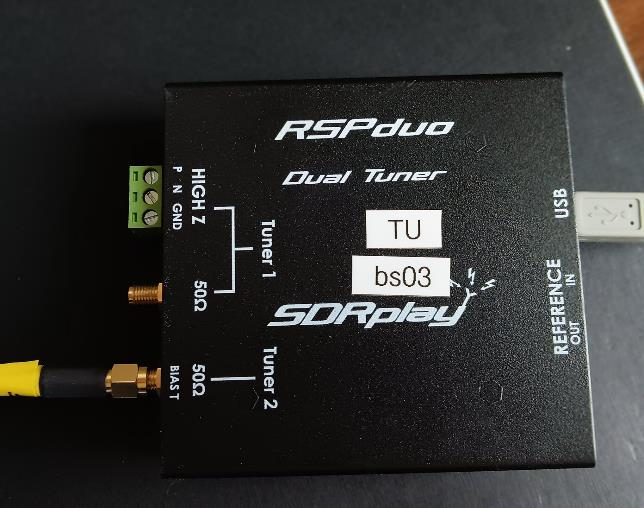 RSPduo
Dual Tuner
TU
bs03
SDRplay
HIGH Z
P N GND
Tuner 1
50Ω
Tuner 2
50Ω
BIAS T
USB
REFERENCE
IN
OUT